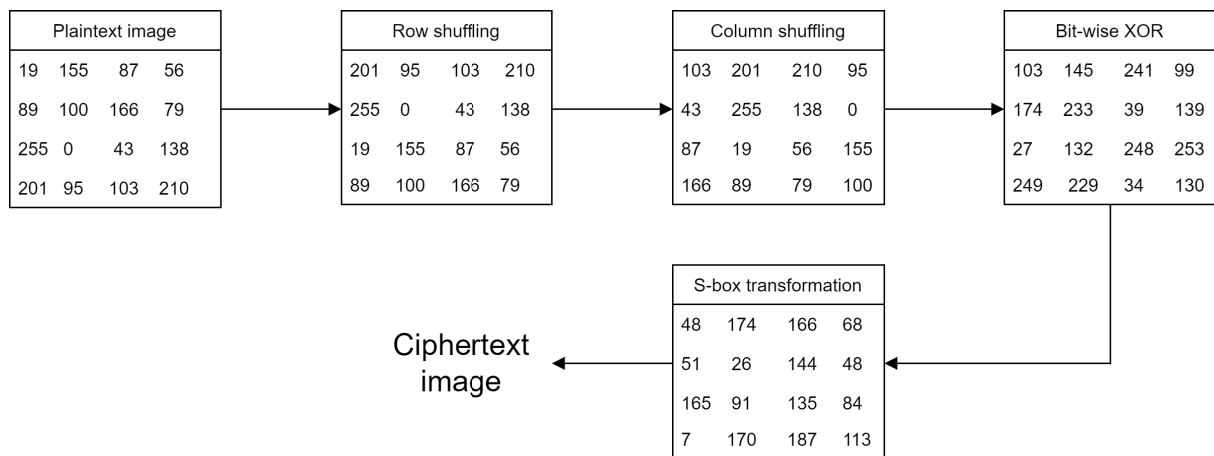 Plaintext image
19 155 87 56
89 100 166 79
255 0 43 138
201 95 103 210
Row shuffling
201 95 103 210
255 0 43 138
19 155 87 56
89 100 166 79
Column shuffling
103 201 210 95
43 255 138 0
87 19 56 155
166 89 79 100
Bit-wise XOR
103 145 241 99
174 233 39 139
27 132 248 253
249 229 34 130
S-box transformation
48 174 166 68
51 26 144 48
165 91 135 84
7 170 187 113
Ciphertext
image